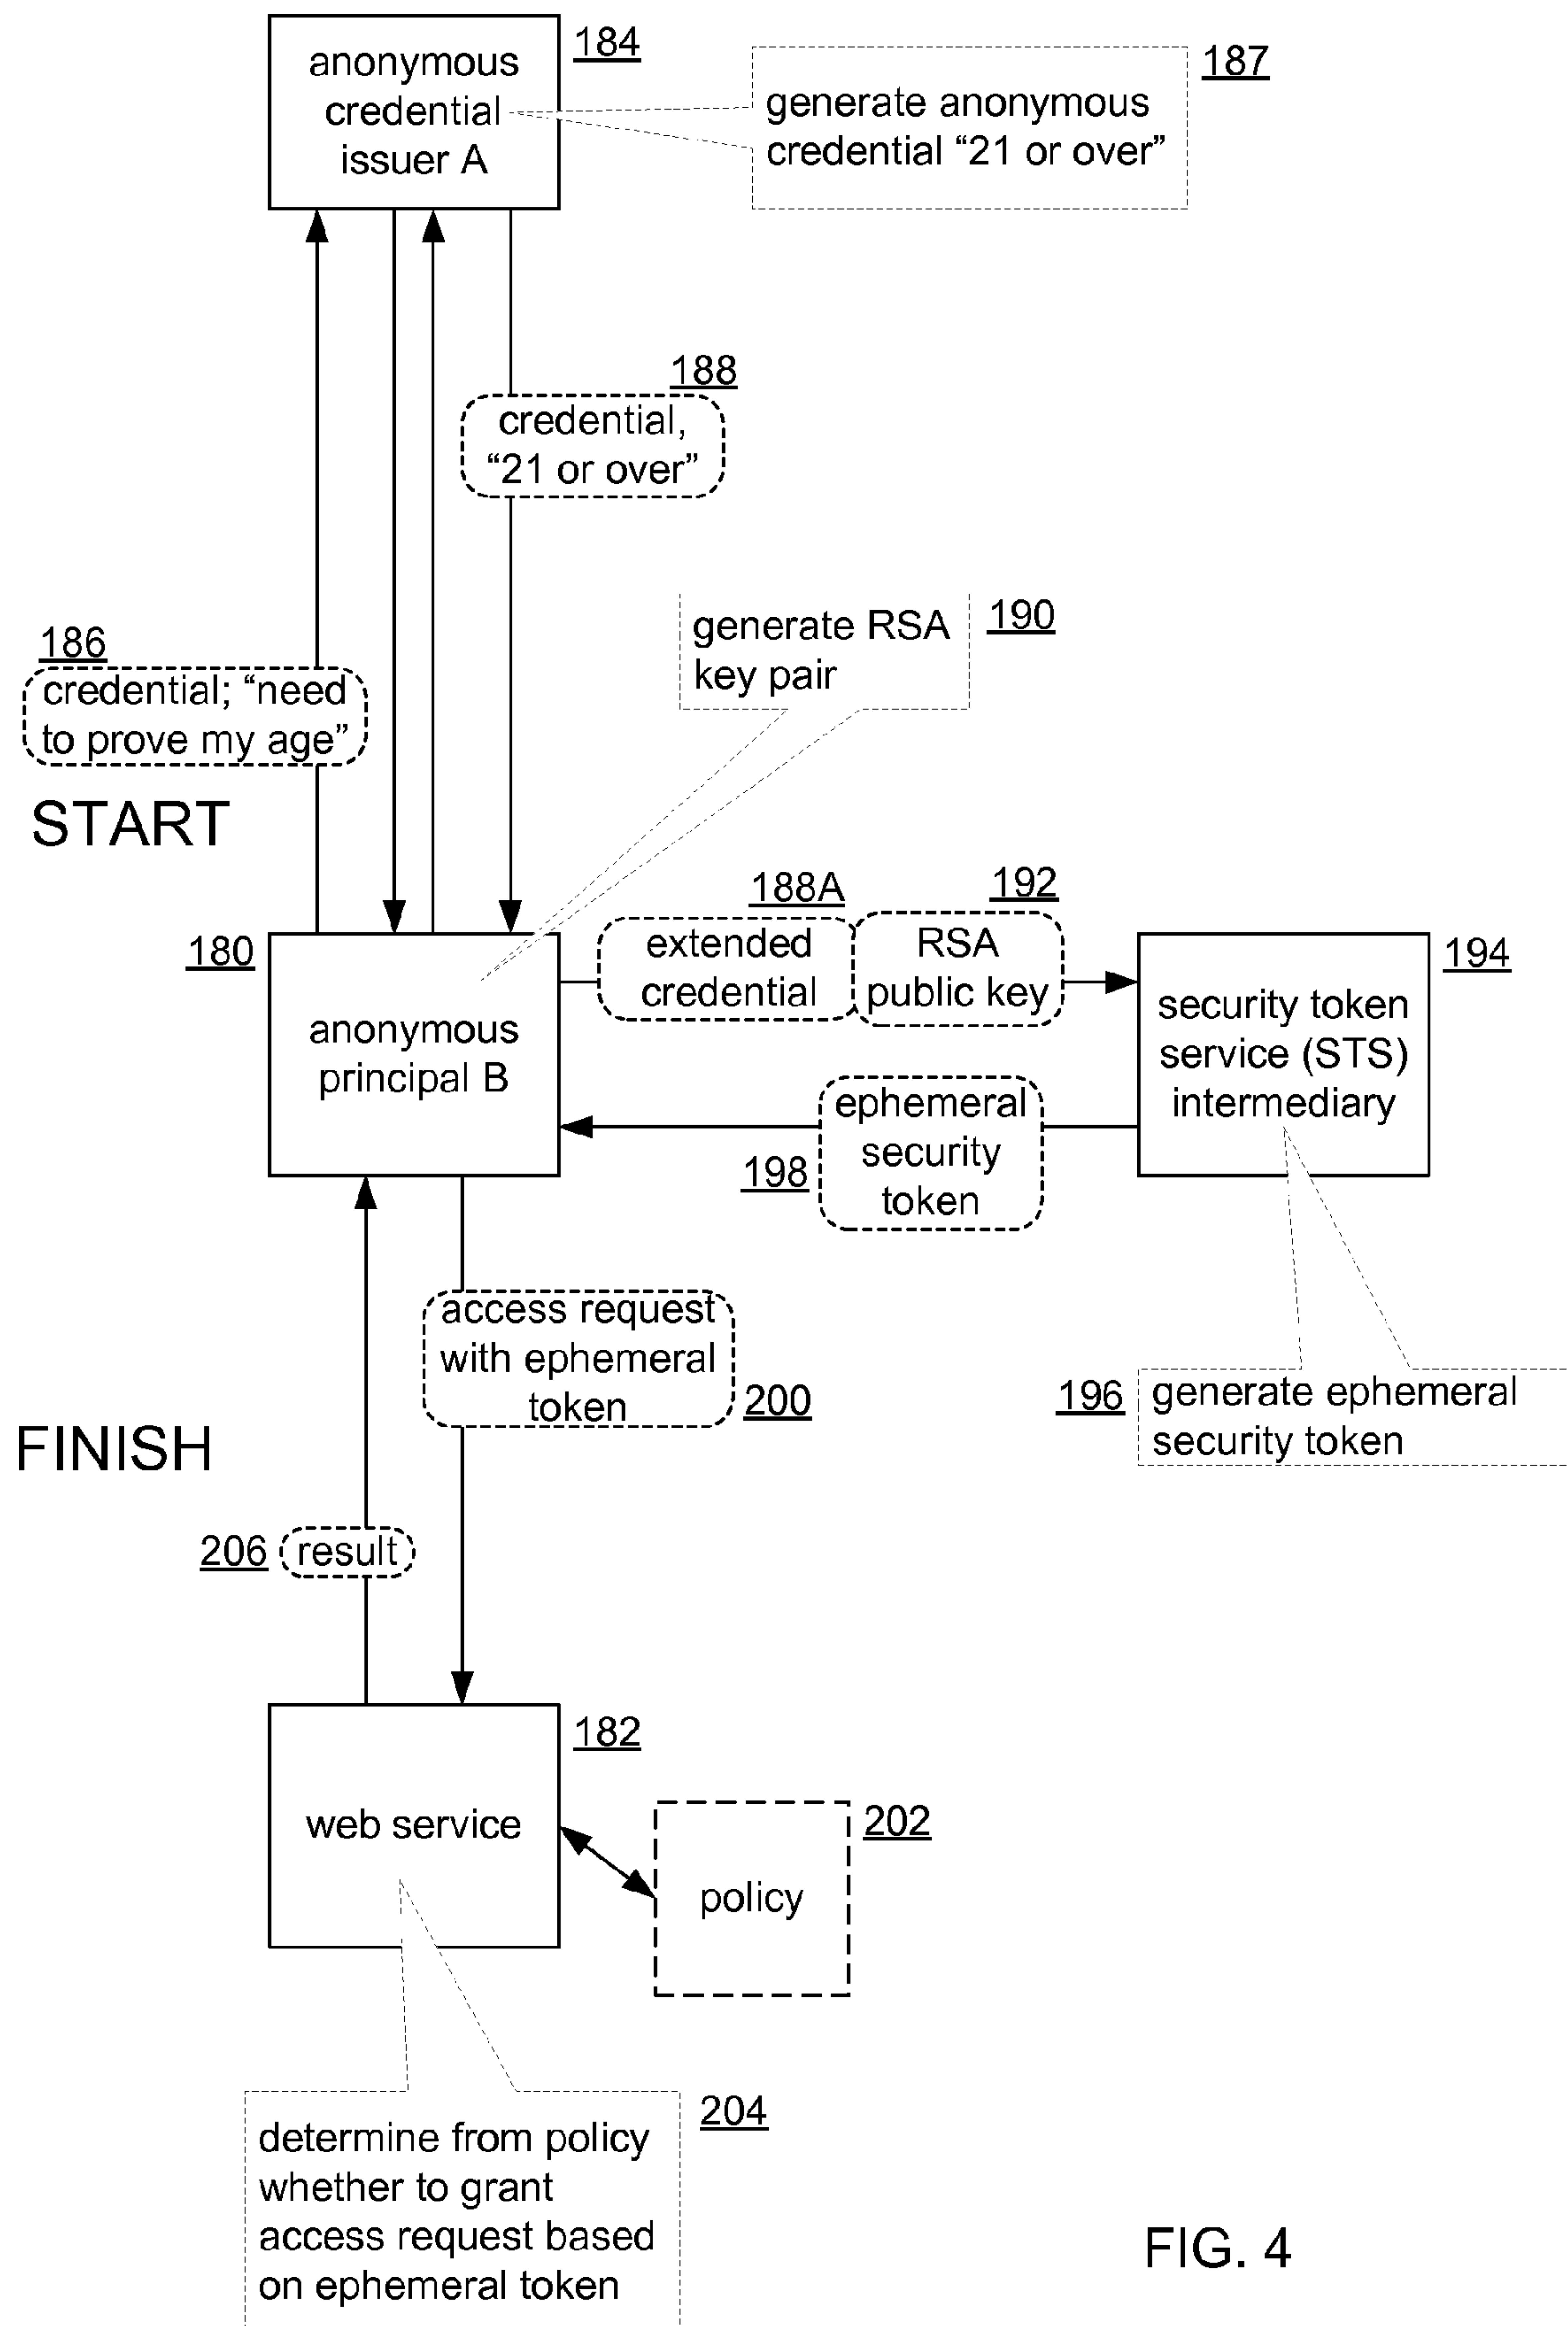 anonymous
credential
issuer A
184
generate anonymous
credential “21 or over”
187
188
credential,
“21 or over”
186
credential; “need
to prove my age”
generate RSA
key pair
190
START
180
anonymous
principal B
188A
extended
credential
192
RSA
public key
security token
service (STS)
intermediary
194
ephemeral
security
token
198
access request
with ephemeral
token
200
196
generate ephemeral
security token
FINISH
206
result
web service
182
policy
202
determine from policy
whether to grant
access request based
on ephemeral token
204
FIG. 4